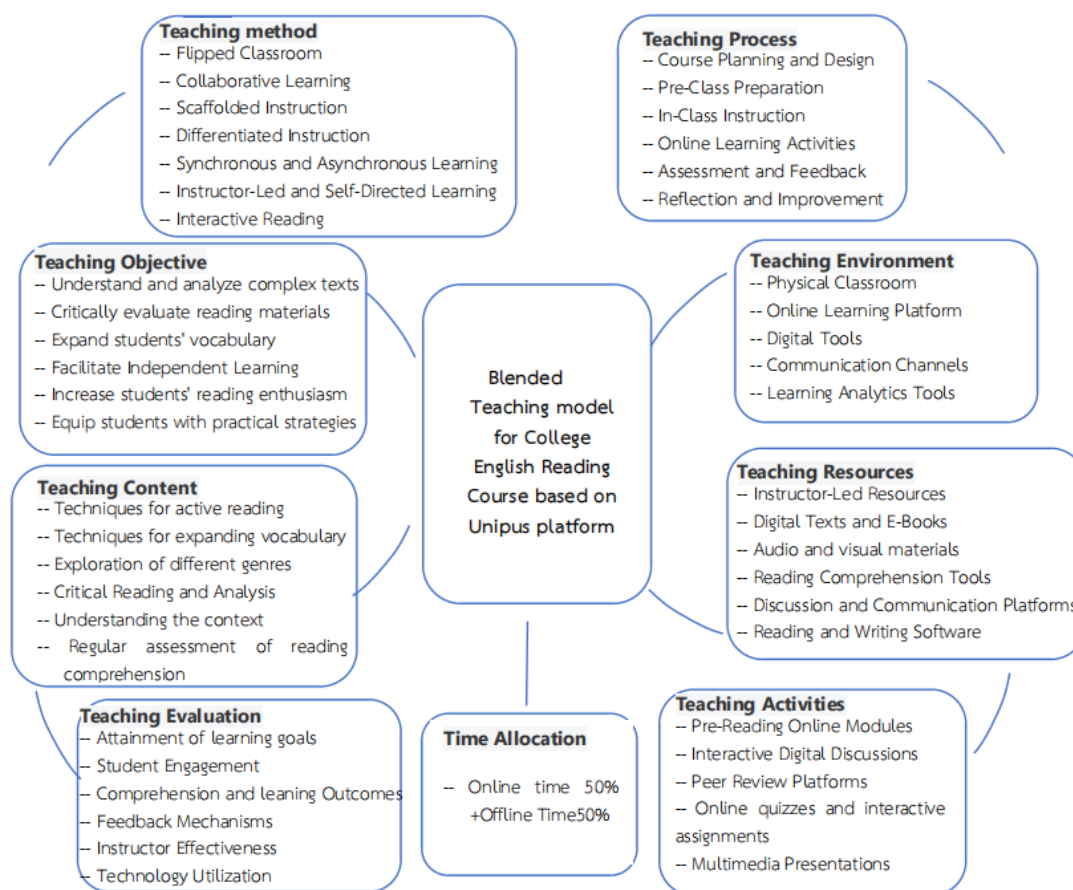 Teaching method
-- Flipped Classroom
-- Collaborative Learning
-- Scaffolded Instruction
-- Differentiated Instruction
-- Synchronous and Asynchronous Learning
-- Instructor-Led and Self-Directed Learning
-- Interactive Reading
Teaching Process
-- Course Planning and Design
-- Pre-Class Preparation
-- In-Class Instruction
-- Online Learning Activities
-- Assessment and Feedback
-- Reflection and Improvement
Teaching Objective
-- Understand and analyze complex texts
-- Critically evaluate reading materials
-- Expand students' vocabulary
-- Facilitate Independent Learning
-- Increase students' reading enthusiasm
-- Equip students with practical strategies
Blended
Teaching model
for College
English Reading
Course based on
Unipus platform
Teaching Environment
-- Physical Classroom
-- Online Learning Platform
-- Digital Tools
-- Communication Channels
-- Learning Analytics Tools
Teaching Content
-- Techniques for active reading
-- Techniques for expanding vocabulary
-- Exploration of different genres
-- Critical Reading and Analysis
-- Understanding the context
-- Regular assessment of reading
comprehension
Teaching Resources
-- Instructor-Led Resources
-- Digital Texts and E-Books
-- Audio and visual materials
-- Reading Comprehension Tools
-- Discussion and Communication Platforms
-- Reading and Writing Software
Teaching Evaluation
-- Attainment of learning goals
-- Student Engagement
-- Comprehension and leaning Outcomes
-- Feedback Mechanisms
-- Instructor Effectiveness
-- Technology Utilization
Time Allocation
-- Online time 50%
+Offline Time50%
Teaching Activities
-- Pre-Reading Online Modules
-- Interactive Digital Discussions
-- Peer Review Platforms
-- Online quizzes and interactive
assignments
-- Multimedia Presentations